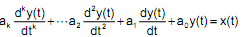 a_k d^k y(t)/dt^k + ⋯ a_2 d^2 y(t)/dt^2 + a_1 dy(t)/dt + a_0 y(t) = x(t)